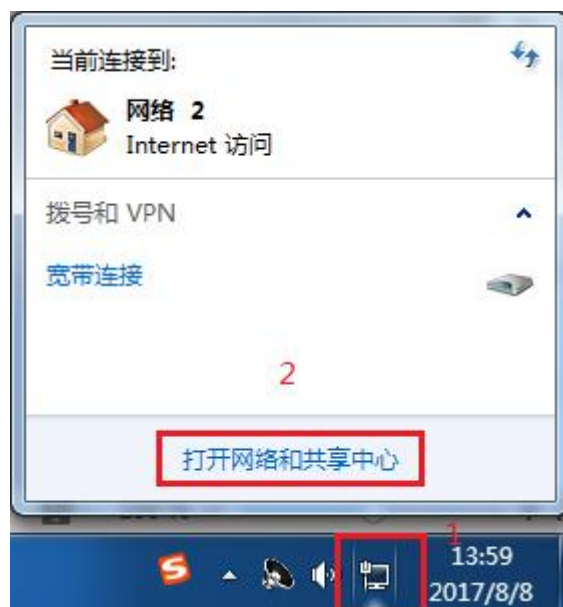 当前连接到:
网络 2
Internet 访问
拨号和 VPN
宽带连接
2
打开网络和共享中心
1
13:59
2017/8/8